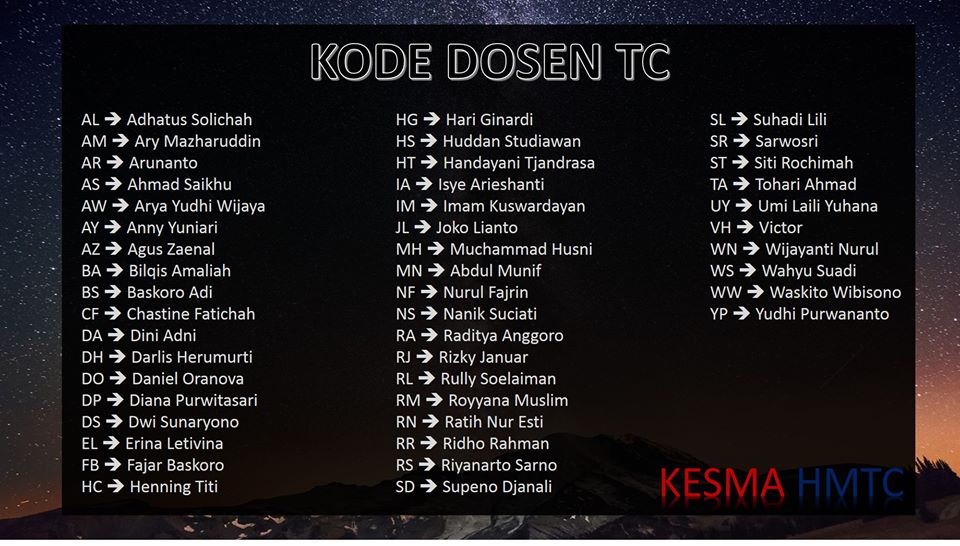 KODE DOSEN TC
AL → Adhatus Solichah
AM → Ary Mazharuddin
AR → Arunanto
AS → Ahmad Saikhu
AW → Arya Yudhi Wijaya
AY → Anny Yuniari
AZ → Agus Zaenal
BA → Bilqis Amaliah
BS → Baskoro Adi
CF → Chastine Fatichah
DA → Dini Adni
DH → Darlis Herumurti
DO → Daniel Oranova
DP → Diana Purwitasari
DS → Dwi Sunaryono
EL → Erina Letivina
FB → Fajar Baskoro
HC → Henning Titi
HG → Hari Ginardi
HS → Huddan Studiawan
HT → Handayani Tjandrasa
IA → Isye Arieshanti
IM → Imam Kuswardayan
JL → Joko Lianto
MH → Muchammad Husni
MN → Abdul Munif
NF → Nurul Fajrin
NS → Nanik Suciati
RA → Raditya Anggoro
RJ → Rizky Januar
RL → Rully Soelaiman
RM → Royyana Muslim
RN → Ratih Nur Esti
RR → Ridho Rahman
RS → Riyanarto Sarno
SD → Supeno Djanali
SL → Suhadi Lili
SR → Sarwosri
ST → Siti Rochimah
TA → Tohari Ahmad
UY → Umi Laili Yuhana
VH → Victor
WN → Wijayanti Nurul
WS → Wahyu Suadi
WW → Waskito Wibisono
YP → Yudhi Purwananto
KESMA HMTC